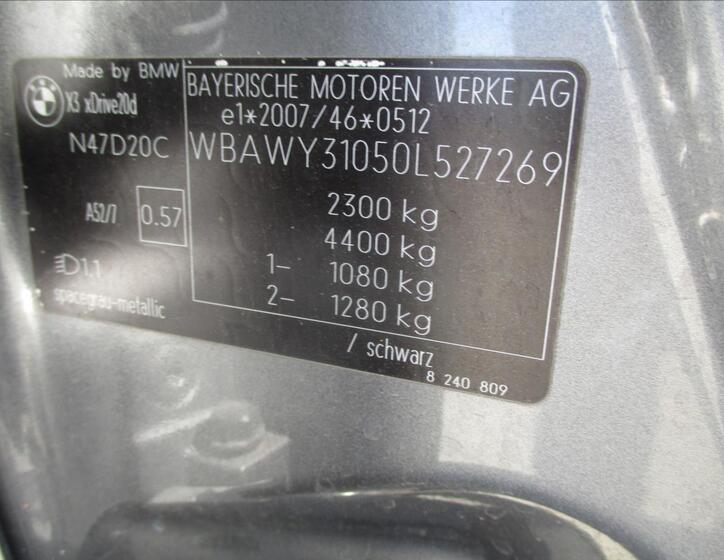 Made by BMW
X3 xDrive20d
N47D20C
A52/7 0.57
D1,1
spacegrau-metallic
BAYERISCHE MOTOREN WERKE AG
e1*2007/46*0512
WBAWY31050L527269
2300 kg
4400 kg
1- 1080 kg
2- 1280 kg
/ schwarz
8 240 809